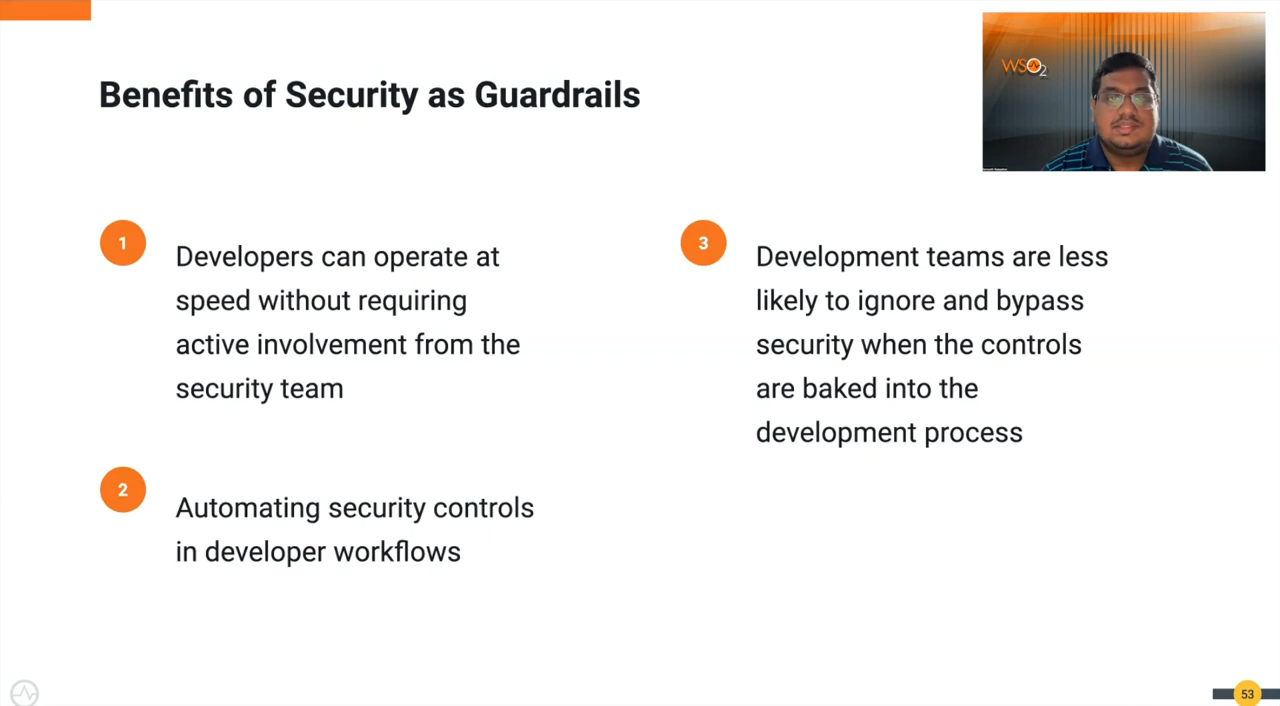 Benefits of Security as Guardrails
WSO2
1
Developers can operate at
speed without requiring
active involvement from the
security team
2
Automating security controls
in developer workflows
3
Development teams are less
likely to ignore and bypass
security when the controls
are baked into the
development process
53